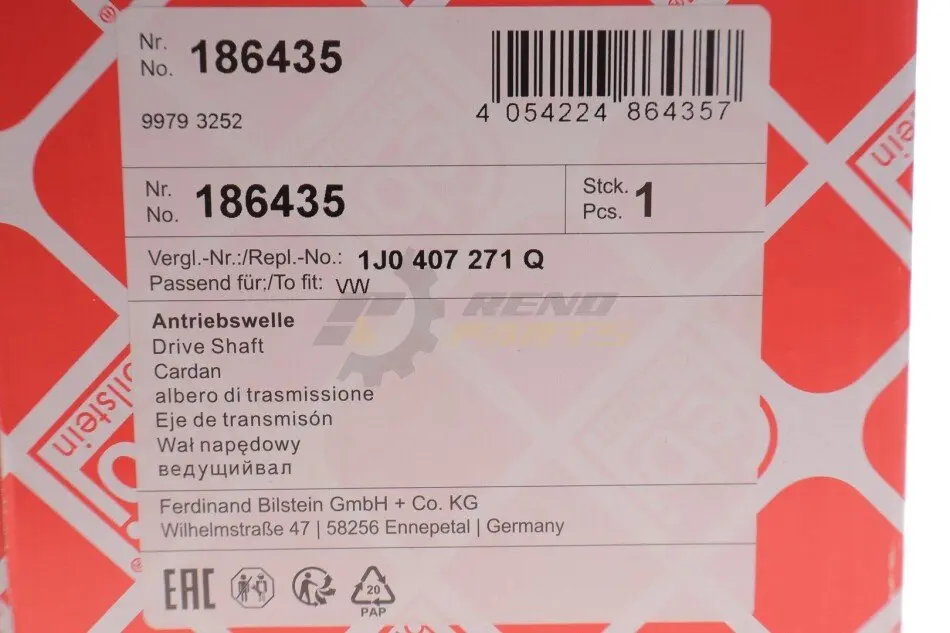 Nr.
No. 186435
4 054224 864357
9979 3252
Nr.
No. 186435
Stck.
Pcs. 1
Vergl.-Nr.:/Repl.-No.: 1J0 407 271 Q
Passend für:/To fit: VW
RENO
PARTS
Antriebswelle
Drive Shaft
Cardan
albero di trasmissione
Eje de transmisón
Wał napędowy
ведущийвал
Ferdinand Bilstein GmbH + Co. KG
Wilhelmstraße 47 | 58256 Ennepetal | Germany
EAC
20
PAP
bilstein
stein